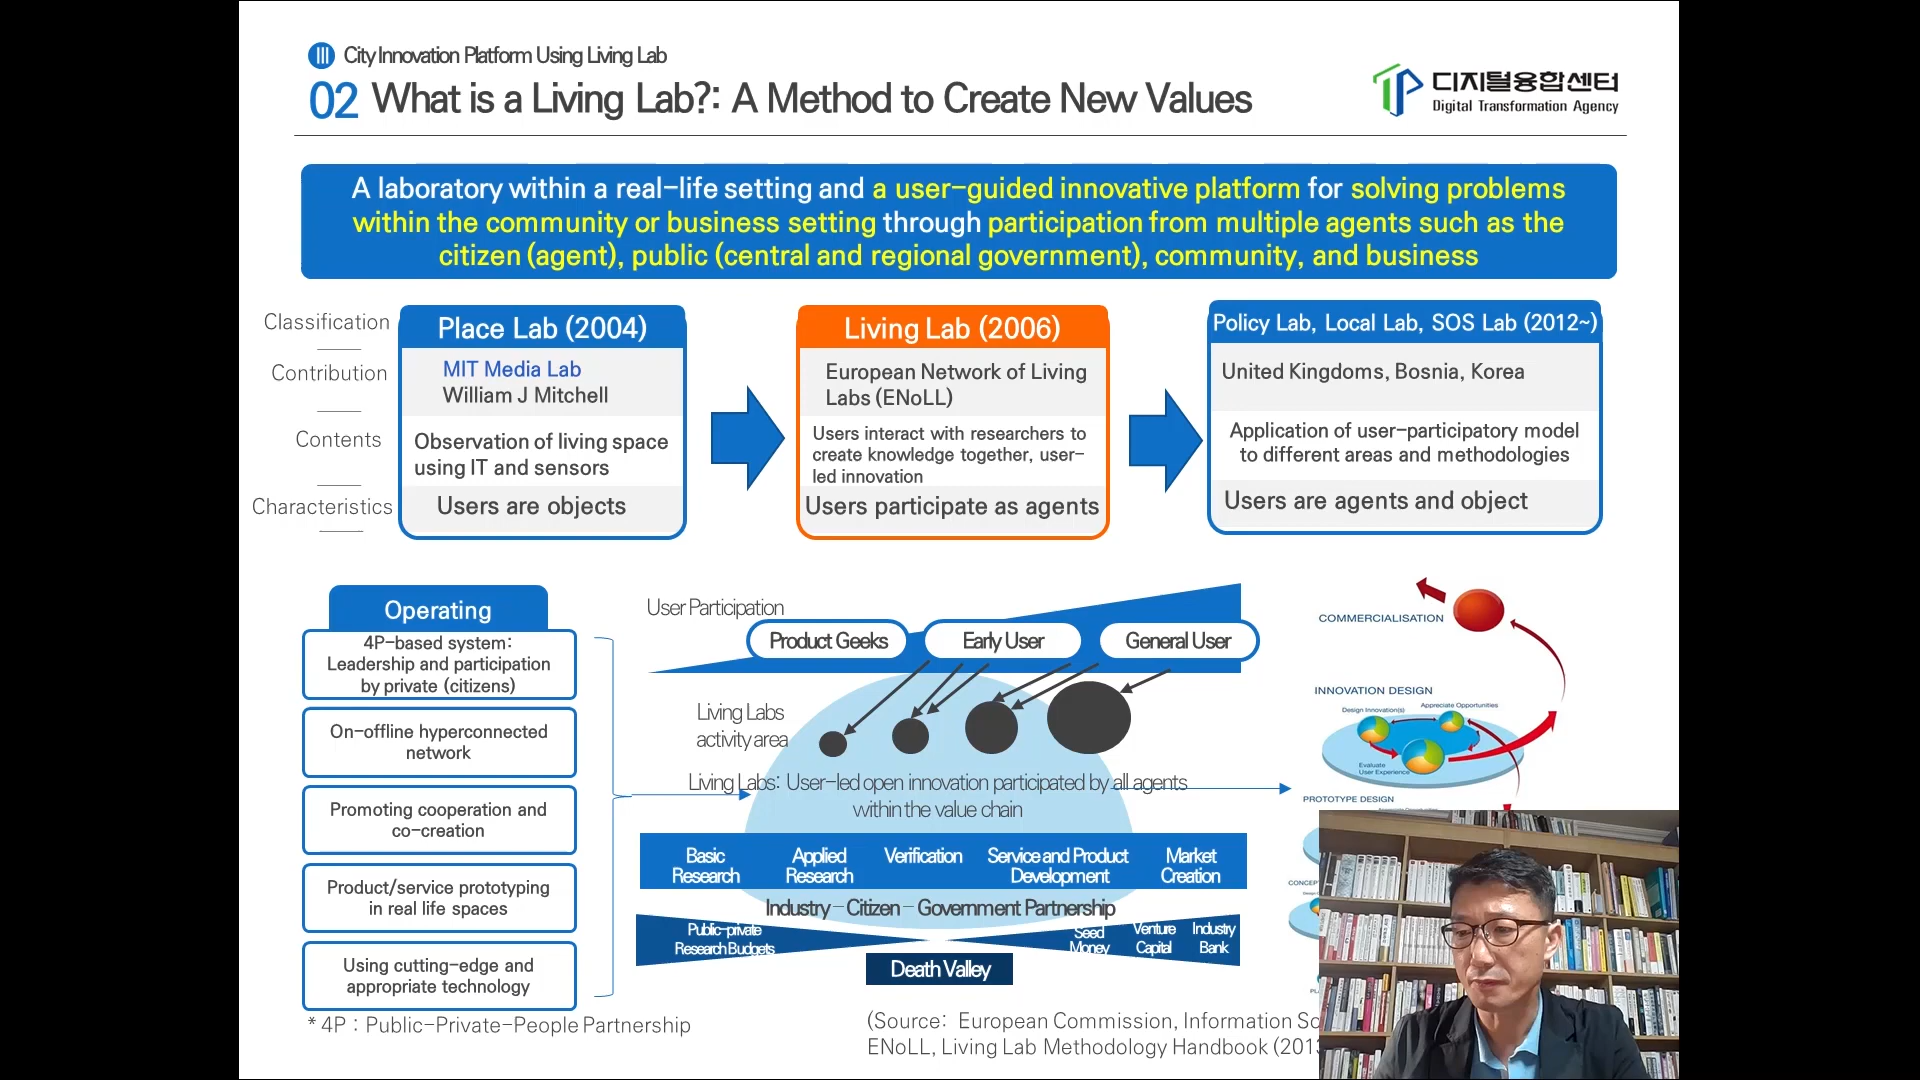 III City Innovation Platform Using Living Lab
02 What is a Living Lab?: A Method to Create New Values
디지털융합센터
Digital Transformation Agency
A laboratory within a real-life setting and a user-guided innovative platform for solving problems
within the community or business setting through participation from multiple agents such as the
citizen (agent), public (central and regional government), community, and business
Classification
Contribution
Contents
Characteristics
Place Lab (2004)
MIT Media Lab
William J Mitchell
Observation of living space
using IT and sensors
Users are objects
Living Lab (2006)
European Network of Living
Labs (ENoLL)
Users interact with researchers to
create knowledge together, user-
led innovation
Users participate as agents
Policy Lab, Local Lab, SOS Lab (2012~)
United Kingdoms, Bosnia, Korea
Application of user-participatory model
to different areas and methodologies
Users are agents and object
Operating
4P-based system:
Leadership and participation
by private (citizens)
On-offline hyperconnected
network
Promoting cooperation and
co-creation
Product/service prototyping
in real life spaces
Using cutting-edge and
appropriate technology
* 4P : Public-Private-People Partnership
User Participation
Product Geeks
Early User
General User
Living Labs
activity area
Living Labs: User-led open innovation participated by all agents
within the value chain
Basic
Research
Applied
Research
Verification
Service and Product
Development
Market
Creation
Industry - Citizen - Government Partnership
Public-private
Research Budgets
Seed
Money
Venture
Capital
Industry
Bank
Death Valley
COMMERCIALISATION
INNOVATION DESIGN
Design Innovation(s)
Appreciate Opportunities
Evaluate
User Experience
PROTOTYPE DESIGN
CONCEP
(Source: European Commission, Information So
ENoLL, Living Lab Methodology Handbook (201